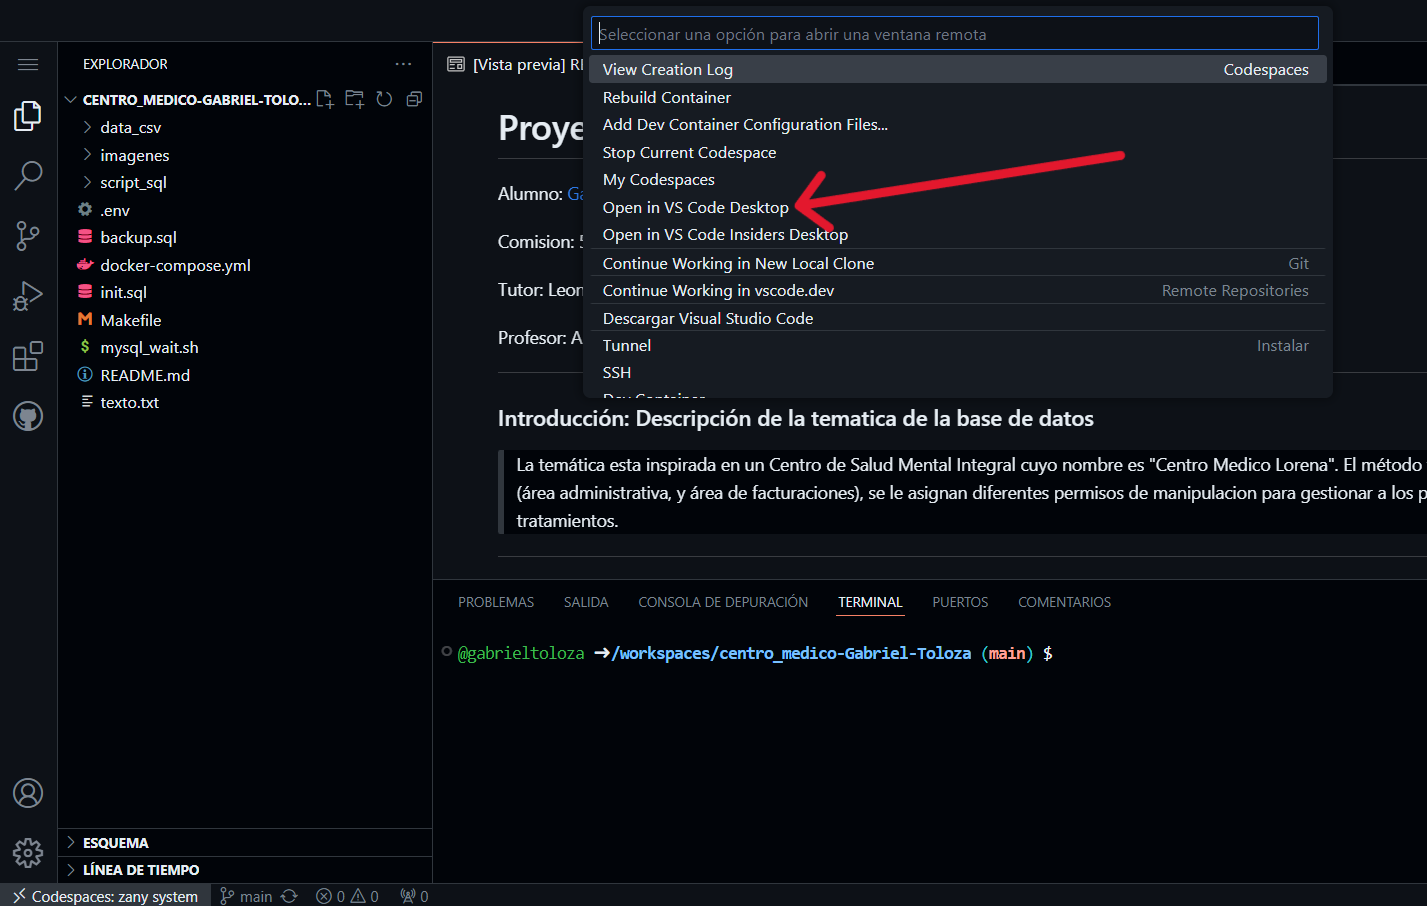 Seleccionar una opción para abrir una ventana remota
View Creation Log Codespaces
Rebuild Container
Add Dev Container Configuration Files...
Stop Current Codespace
My Codespaces
Open in VS Code Desktop
Open in VS Code Insiders Desktop
Continue Working in New Local Clone Git
Continue Working in vscode.dev Remote Repositories
Descargar Visual Studio Code
Tunnel Instalar
SSH
Dev Container
EXPLORADOR
CENTRO_MEDICO-GABRIEL-TOLO...
data_csv
imagenes
script_sql
.env
backup.sql
docker-compose.yml
init.sql
Makefile
mysql_wait.sh
README.md
texto.txt
ESQUEMA
LÍNEA DE TIEMPO
[Vista previa] RE
Proye
Alumno: Ga
Comision: 5
Tutor: Leon
Profesor: A
Introducción: Descripción de la tematica de la base de datos
La temática esta inspirada en un Centro de Salud Mental Integral cuyo nombre es "Centro Medico Lorena". El método
(área administrativa, y área de facturaciones), se le asignan diferentes permisos de manipulacion para gestionar a los p
tratamientos.
PROBLEMAS SALIDA CONSOLA DE DEPURACIÓN TERMINAL PUERTOS COMENTARIOS
@gabrieltoloza ➜/workspaces/centro_medico-Gabriel-Toloza (main) $
Codespaces: zany system main 0 0 0